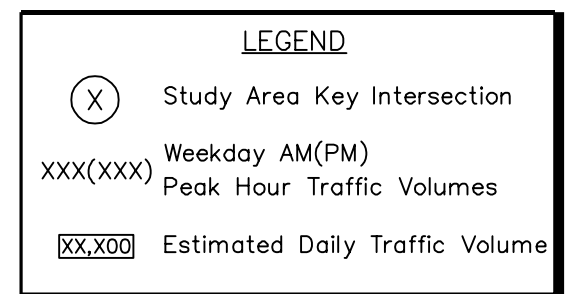 LEGEND
X Study Area Key Intersection
XXX(XXX) Weekday AM(PM)
Peak Hour Traffic Volumes
XX,X00 Estimated Daily Traffic Volume